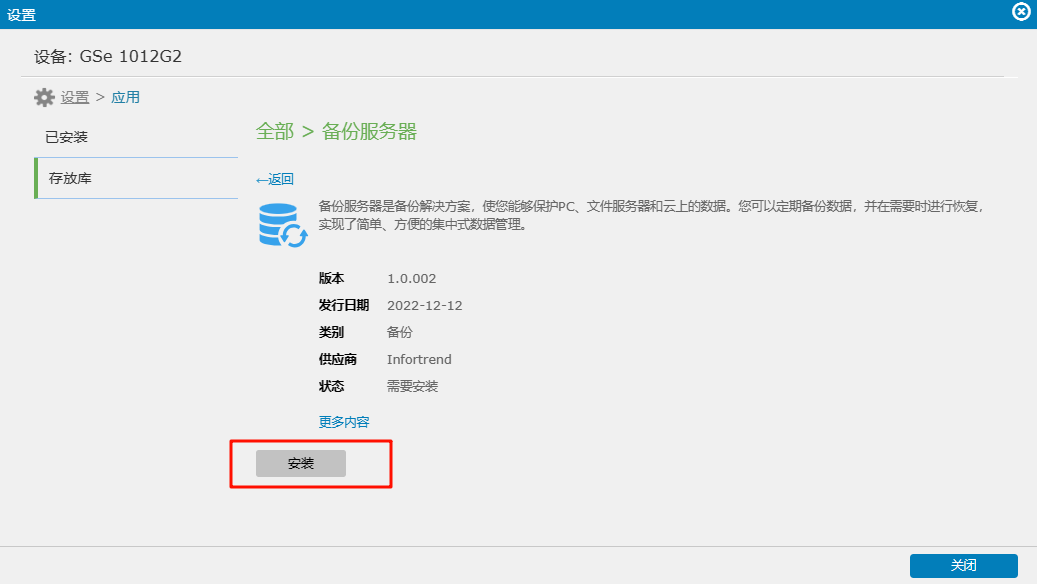 设置
设备: GSe 1012G2
设置 > 应用
已安装
存放库
全部 > 备份服务器
←返回
备份服务器是备份解决方案，使您能够保护PC、文件服务器和云上的数据。您可以定期备份数据，并在需要时进行恢复，
实现了简单、方便的集中式数据管理。
版本 1.0.002
发行日期 2022-12-12
类别 备份
供应商 Infortrend
状态 需要安装
更多内容
安装
关闭